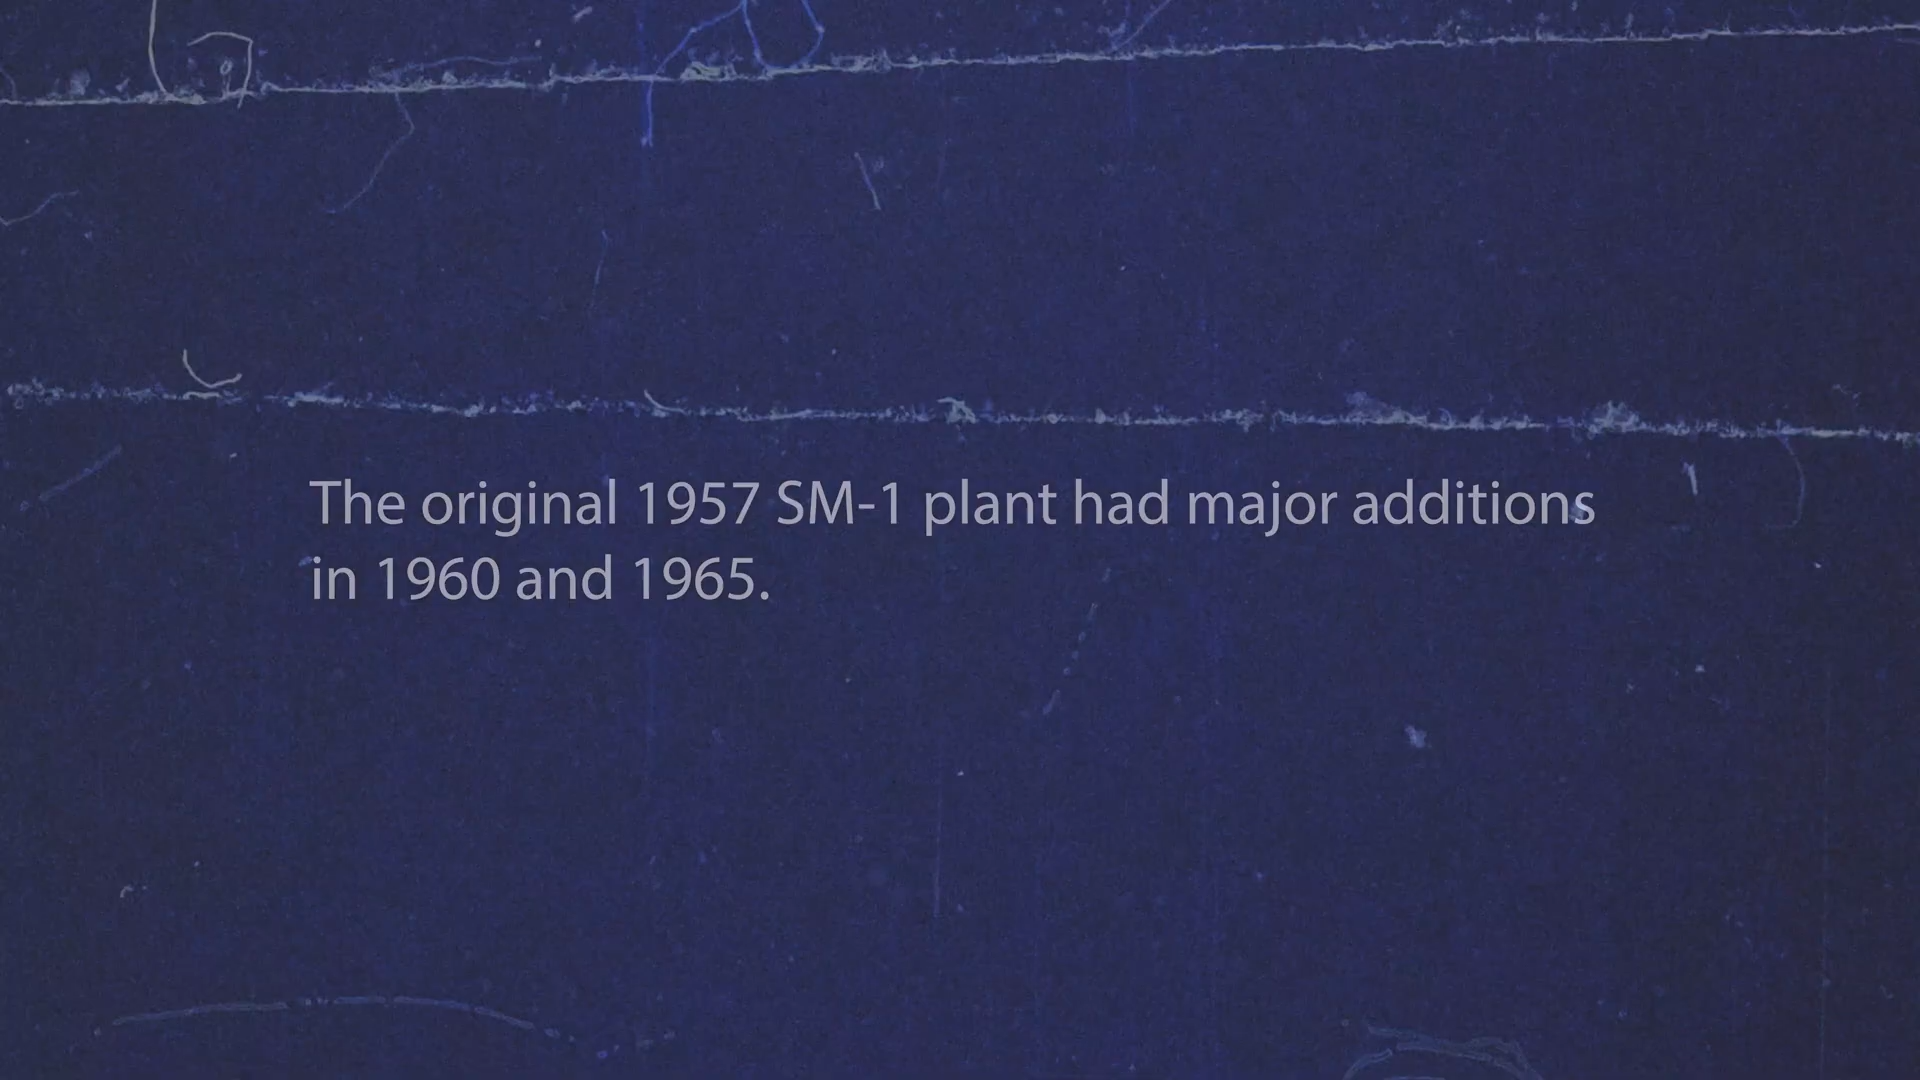 The original 1957 SM-1 plant had major additions
in 1960 and 1965.